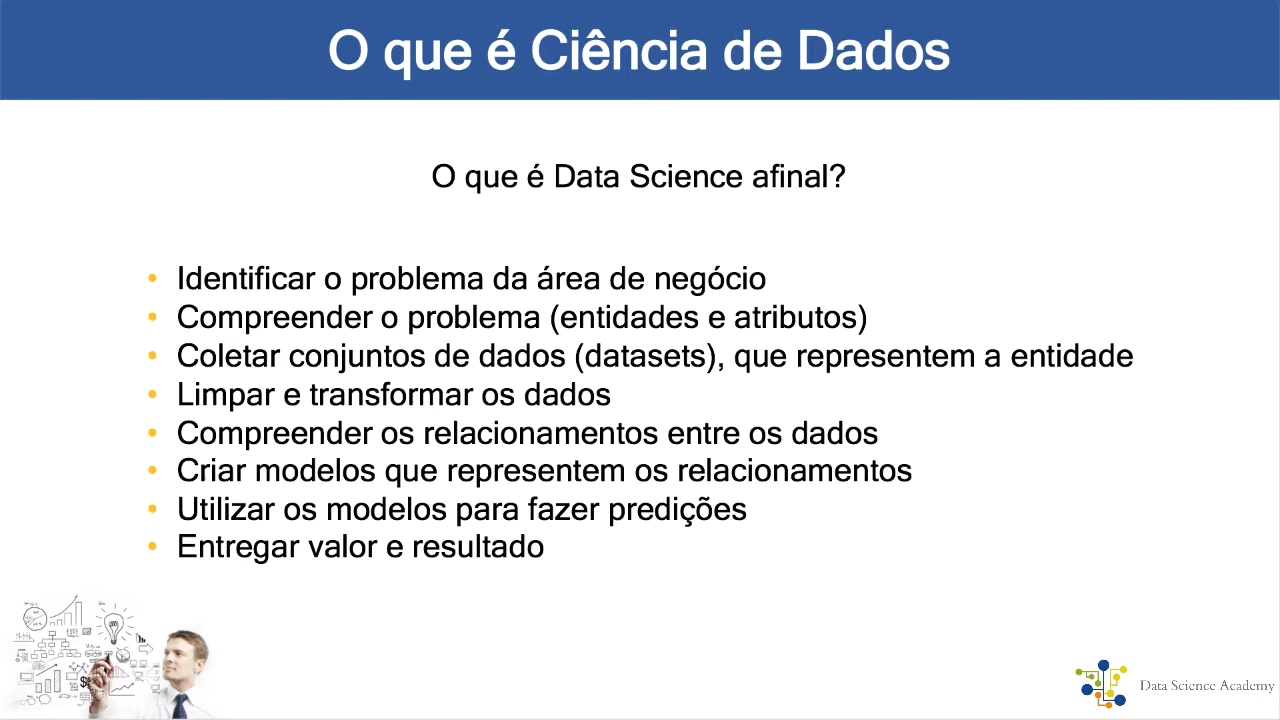 O que é Ciência de Dados
O que é Data Science afinal?
• Identificar o problema da área de negócio
• Compreender o problema (entidades e atributos)
• Coletar conjuntos de dados (datasets), que representem a entidade
• Limpar e transformar os dados
• Compreender os relacionamentos entre os dados
• Criar modelos que representem os relacionamentos
• Utilizar os modelos para fazer predições
• Entregar valor e resultado
$
Data Science Academy